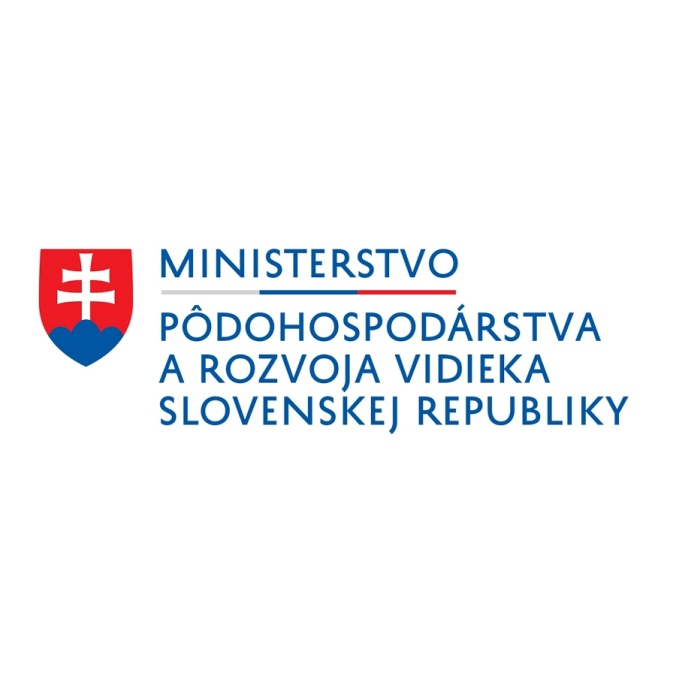 MINISTERSTVO
PÔDOHOSPODÁRSTVA
A ROZVOJA VIDIEKA
SLOVENSKEJ REPUBLIKY